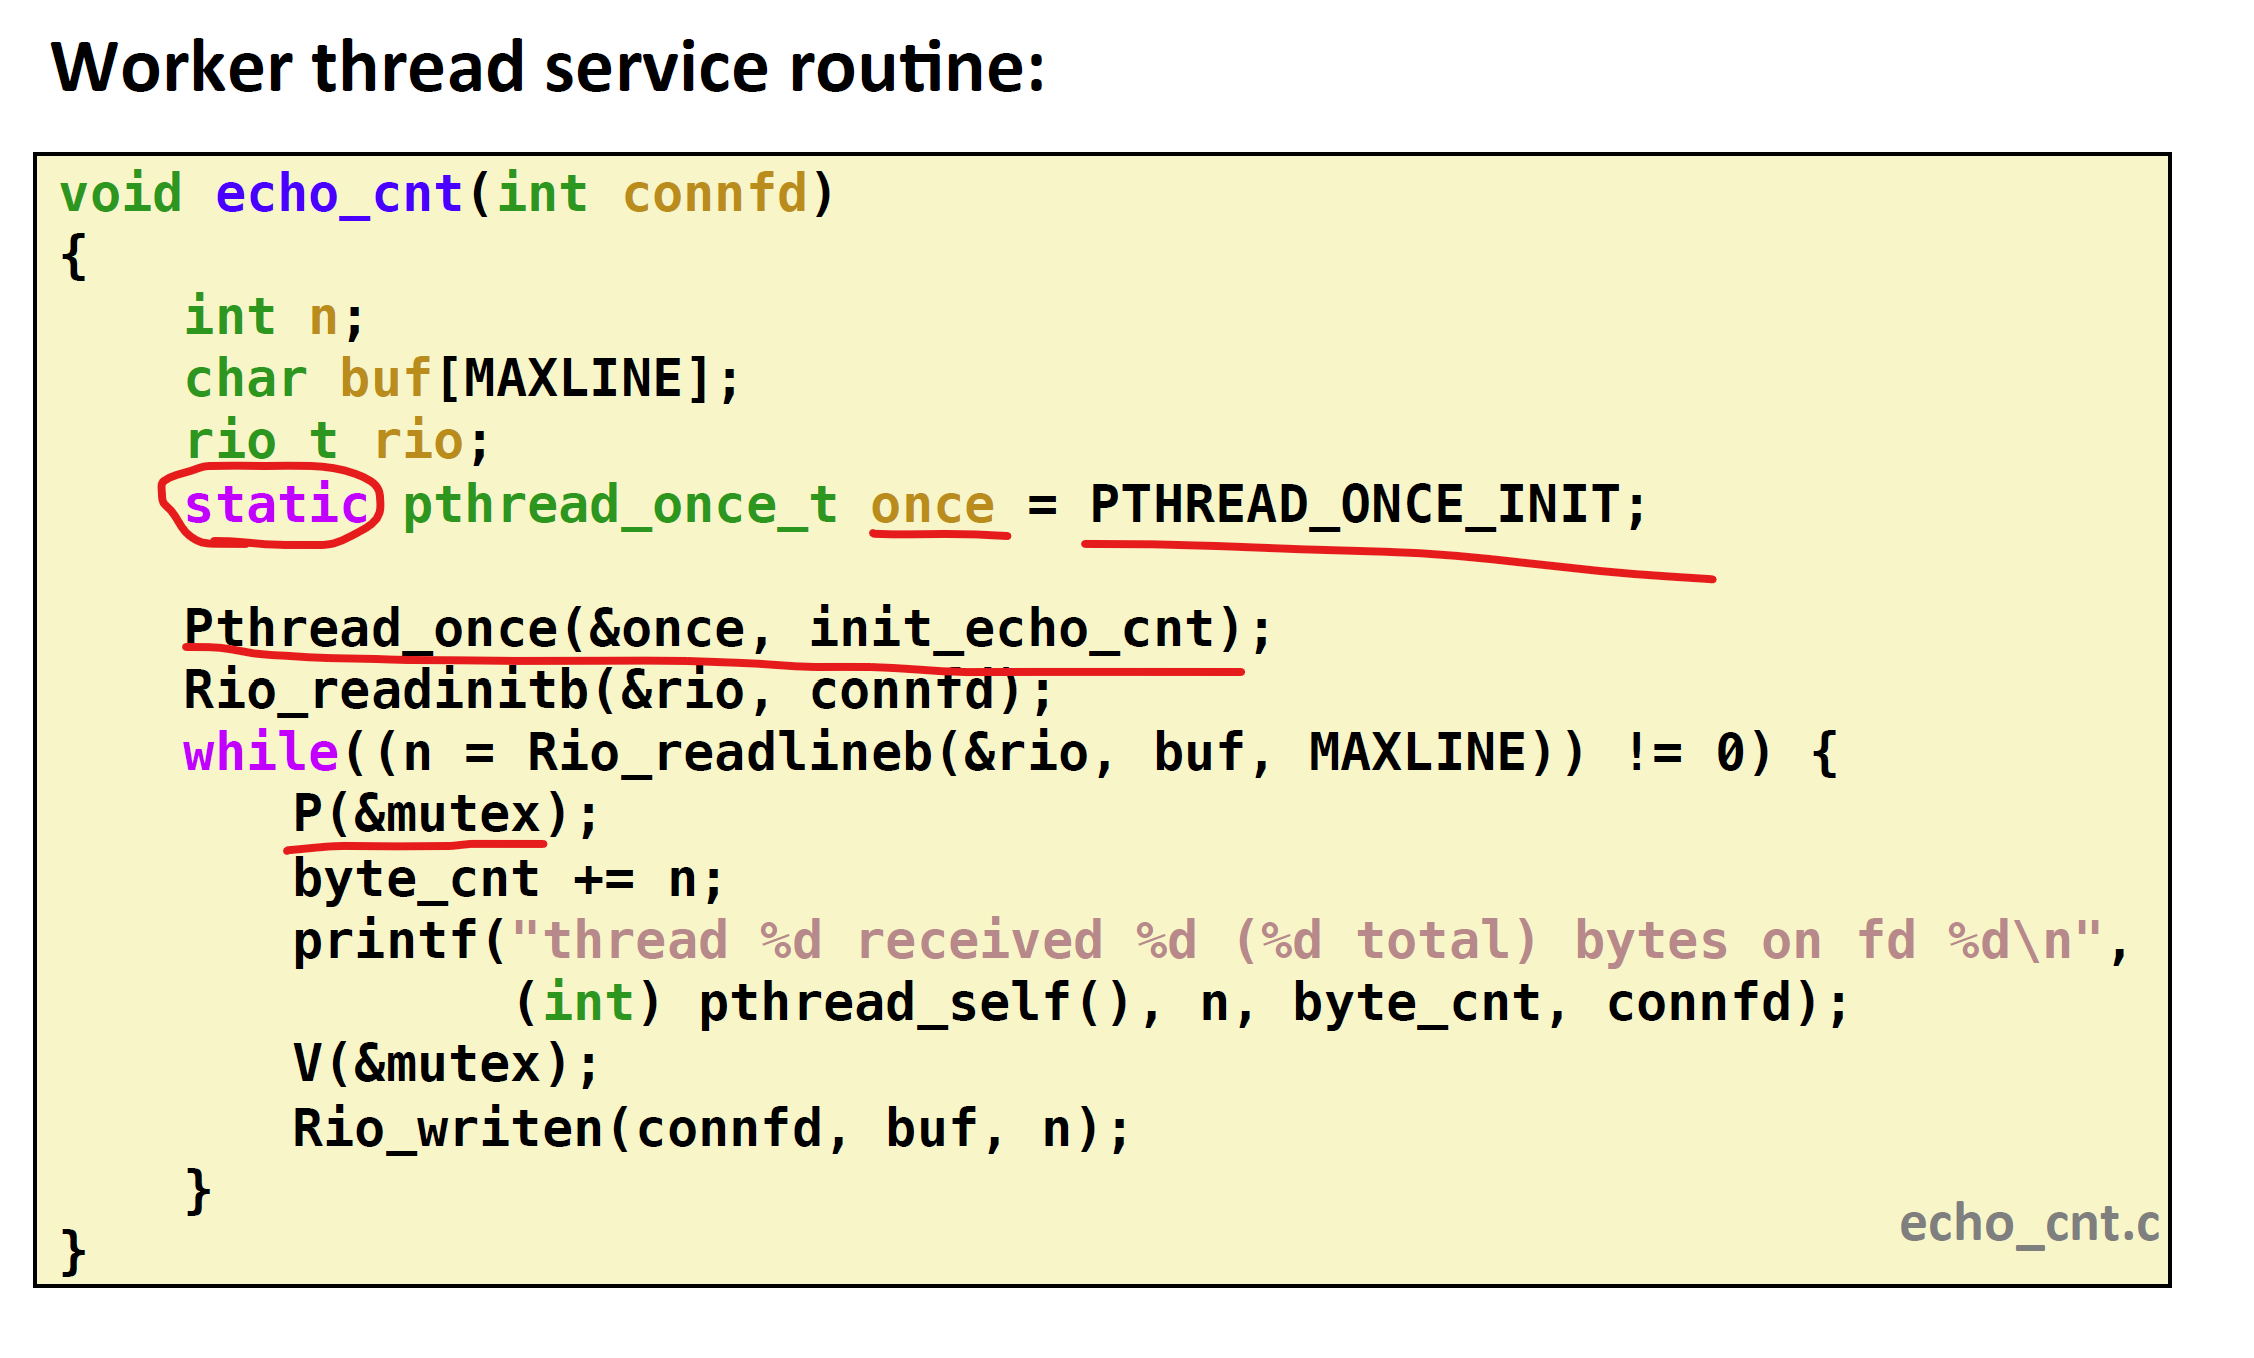 Worker thread service routine:
void echo_cnt(int connfd)
{
    int n;
    char buf[MAXLINE];
    rio_t rio;
    static pthread_once_t once = PTHREAD_ONCE_INIT;

    Pthread_once(&once, init_echo_cnt);
    Rio_readinitb(&rio, connfd);
    while((n = Rio_readlineb(&rio, buf, MAXLINE)) != 0) {
        P(&mutex);
        byte_cnt += n;
        printf("thread %d received %d (%d total) bytes on fd %d\n",
               (int) pthread_self(), n, byte_cnt, connfd);
        V(&mutex);
        Rio_writen(connfd, buf, n);
    }
}
echo_cnt.c